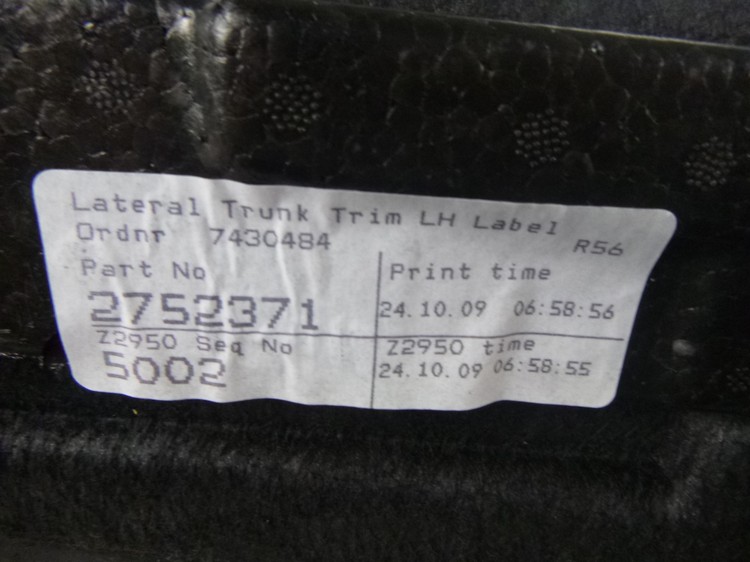 Lateral Trunk Trim LH Label
Ordnr 7430484 R56
Part No
2752371
Print time
24.10.09 06:58:56
Z2950 Seq No
5002
Z2950 time
24.10.09 06:58:55